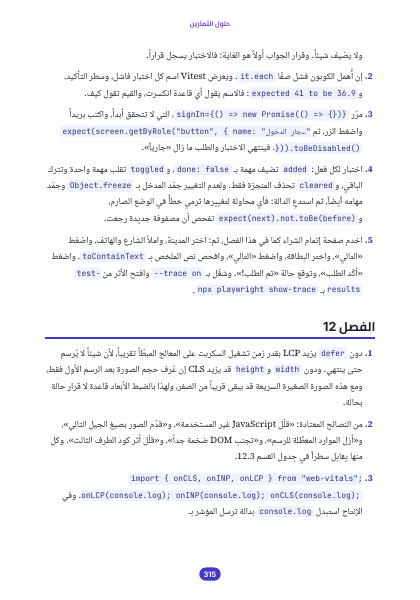 حلول التمارين
ولا يضيف شيئاً. وقرار الجواب أولاً هو الغاية: فالاختبار يسجل قراراً.
2. إن أهمل الكوبون فشل صفّا it.each. ويعرض Vitest اسم كل اختبار فاشل، وسطر التأكيد،
و expected 41 to be 36.9: فالاسم يقول أي قاعدة انكسرت، والقيم تقول كيف.
3. مرّر signIn={() => new Promise(() => {})}، التي لا تتحقق أبداً، واكتب بريداً
واضغط الزر، ثم expect(screen.getByRole("button", { name: "جارٍ الدخول…"
})).toBeDisabled(). فينتهي الاختبار والطلب ما زال «جارياً».
4. اختبار لكل فعل: added تضيف مهمة بـ done: false، و toggled تقلب مهمة واحدة وتترك
الباقي، و cleared تحذف المنجزة فقط. ولعدم التغيير جمّد المدخل بـ Object.freeze وجمّد
مهامه أيضاً، ثم استدعِ الدالة: فأي محاولة لتغييرها ترمي خطأً في الوضع الصارم،
و expect(next).not.toBe(before) تفحص أن مصفوفة جديدة رجعت.
5. اخدم صفحة إتمام الشراء كما في هذا الفصل، ثم: اختر المدينة، واملأ الشارع والهاتف، واضغط
«التالي»، واختر البطاقة، واضغط «التالي»، وافحص نص الملخص بـ toContainText، واضغط
«أكّد الطلب»، وتوقع حالة «تم الطلب!». وشغّل بـ --trace on وافتح الأثر من test-
results بـ npx playwright show-trace.
الفصل 12
1. دون defer يزيد LCP بقدر زمن تشغيل السكربت على المعالج المبطّأ تقريباً، لأن شيئاً لا يُرسم
حتى ينتهي. ودون width و height قد يزيد CLS إن عُرف حجم الصورة بعد الرسم الأول فقط،
ومع هذه الصورة الصغيرة السريعة قد يبقى قريباً من الصفر، ولهذا بالضبط الأبعاد قاعدة لا قرار حالة
بحالة.
2. من النصائح المعتادة: «قلّل JavaScript غير المستخدمة»، و«قدّم الصور بصيغ الجيل التالي»،
و«أزل الموارد المعطّلة للرسم»، و«تجنب DOM ضخمة جداً»، و«قلّل أثر كود الطرف الثالث». وكل
منها يقابل سطراً في جدول القسم 12.3.
3. import { onCLS, onINP, onLCP } from "web-vitals";
onLCP(console.log); onINP(console.log); onCLS(console.log);. وفي
الإنتاج استبدل console.log بدالة ترسل المؤشر بـ
315